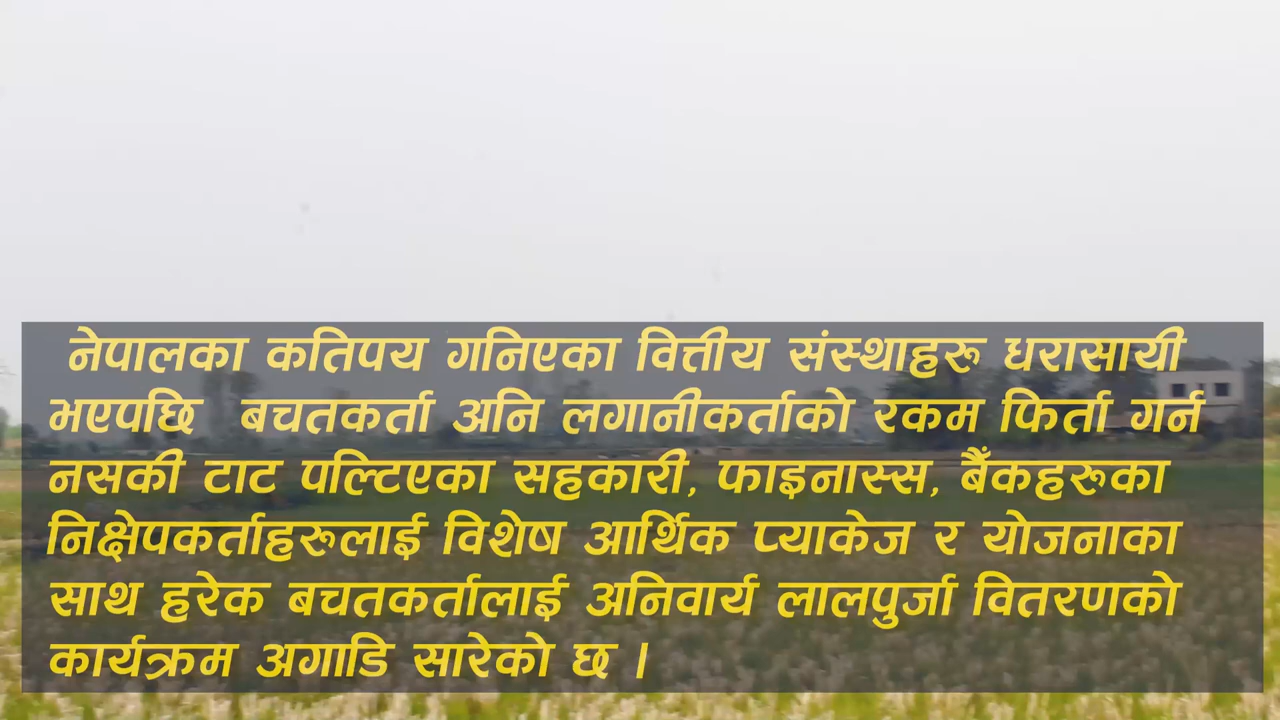 नेपालका कतिपय गनिएका वित्तीय संस्थाहरू धरासायी
भएपछि बचतकर्ता अनि लगानीकर्ताको रकम फिर्ता गर्न
नसकी टाट पल्टिएका सहकारी, फाइनास्स, बैंकहरूका
निक्षेपकर्ताहरूलाई विशेष आर्थिक प्याकेज र योजनाका
साथ हरेक बचतकर्तालाई अनिवार्य लालपुर्जा वितरणको
कार्यक्रम अगाडि सारेको छ ।